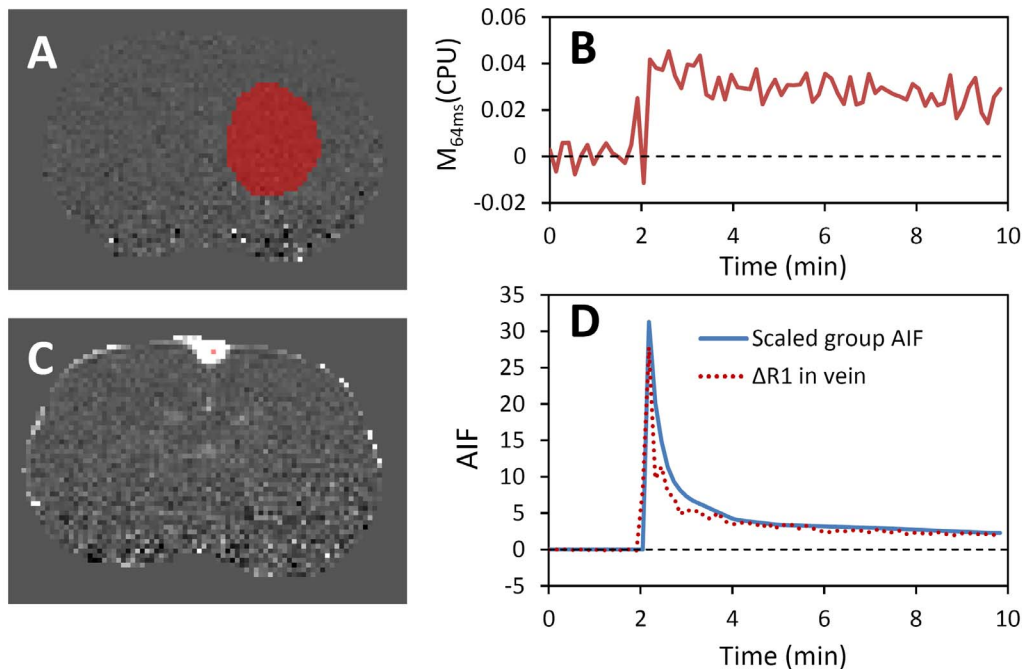 A
B
M64ms(CPU)
0.06
0.04
0.02
0
-0.02
0
2
4
6
8
10
Time (min)
C
D
AIF
35
30
25
20
15
10
5
0
-5
Scaled group AIF
ΔR1 in vein
0
2
4
6
8
10
Time (min)